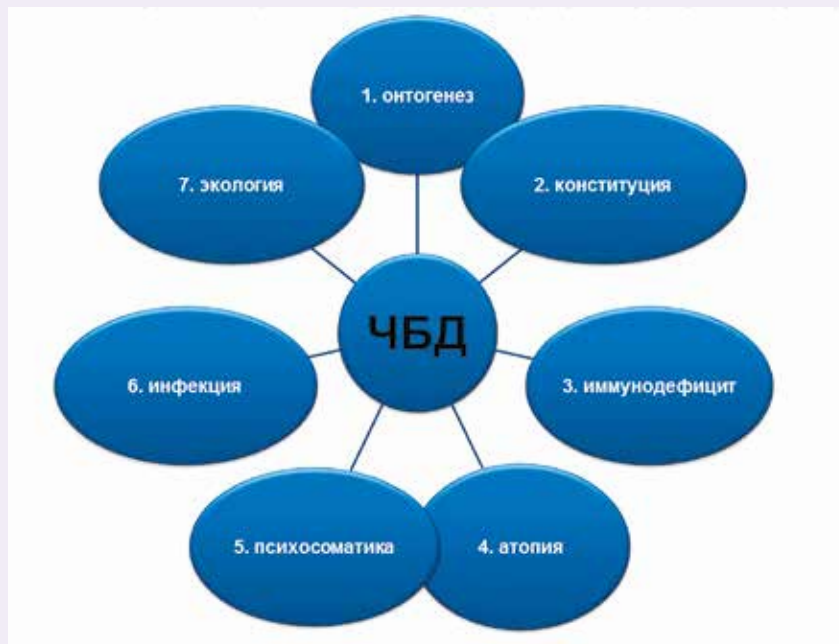 1. онтогенез
2. конституция
3. иммунодефицит
4. атопия
5. психосоматика
6. инфекция
7. экология
ЧБД